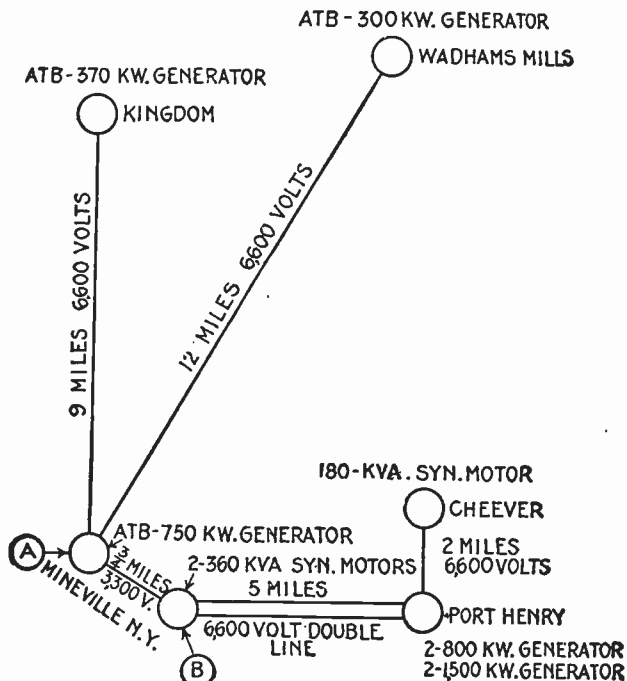 ATB-300 KW. GENERATOR
WADHAMS MILLS
ATB-370 KW. GENERATOR
KINGDOM
9 MILES 6,600 VOLTS
12 MILES 6,600 VOLTS
180-KVA. SYN. MOTOR
CHEEVER
2 MILES
6,600 VOLTS
ATB-750 KW. GENERATOR
A
MINEVILLE N.Y.
3/4 MILES
3,300 V.
2-360 KVA SYN. MOTORS
5 MILES
6,600 VOLT DOUBLE
LINE
B
PORT HENRY
2-800 KW. GENERATOR
2-1,500 KW. GENERATOR